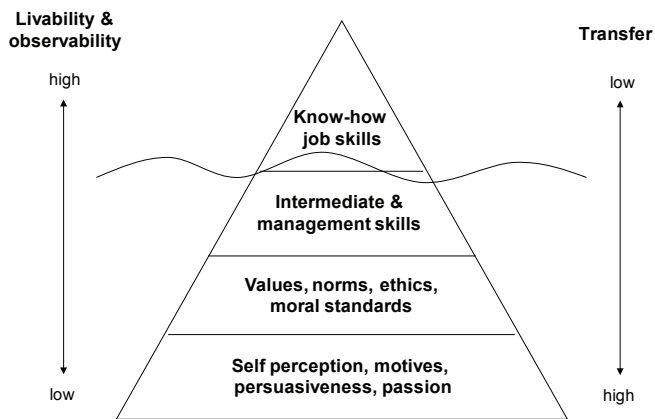 Livability &
observability
Transfer
high
low
Know-how
job skills
Intermediate &
management skills
Values, norms, ethics,
moral standards
Self perception, motives,
persuasiveness, passion
low
high